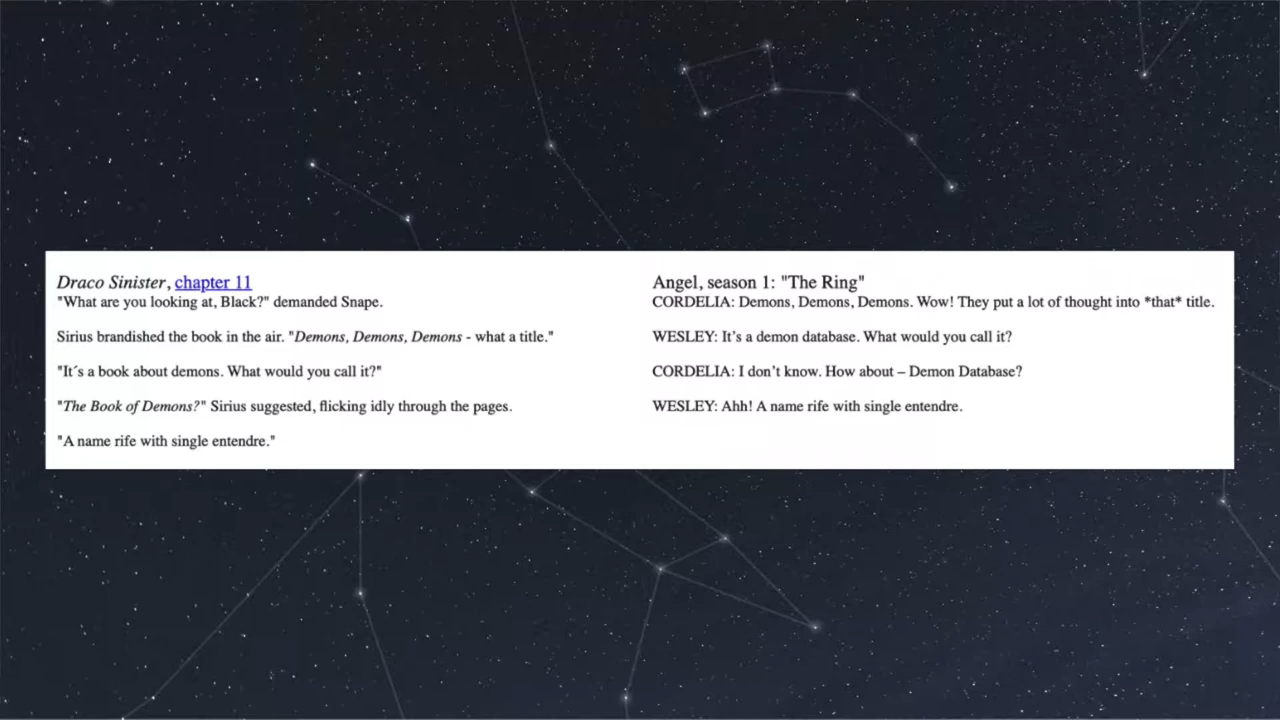 Draco Sinister, chapter 11
"What are you looking at, Black?" demanded Snape.
Sirius brandished the book in the air. "Demons, Demons, Demons - what a title."
"It´s a book about demons. What would you call it?"
"The Book of Demons?" Sirius suggested, flicking idly through the pages.
"A name rife with single entendre."
Angel, season 1: "The Ring"
CORDELIA: Demons, Demons, Demons. Wow! They put a lot of thought into *that* title.
WESLEY: It’s a demon database. What would you call it?
CORDELIA: I don’t know. How about – Demon Database?
WESLEY: Ahh! A name rife with single entendre.